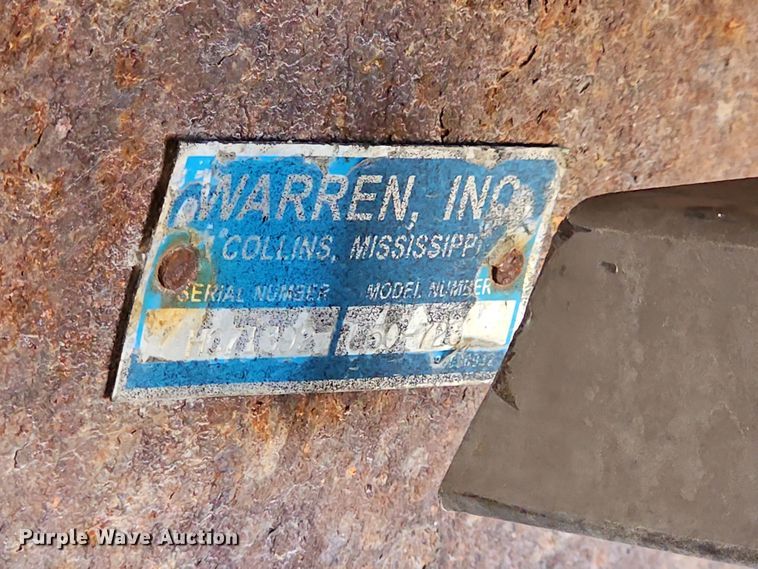 WARREN, INC
COLLINS, MISSISSIPPI
SERIAL NUMBER MODEL NUMBER
Purple Wave Auction